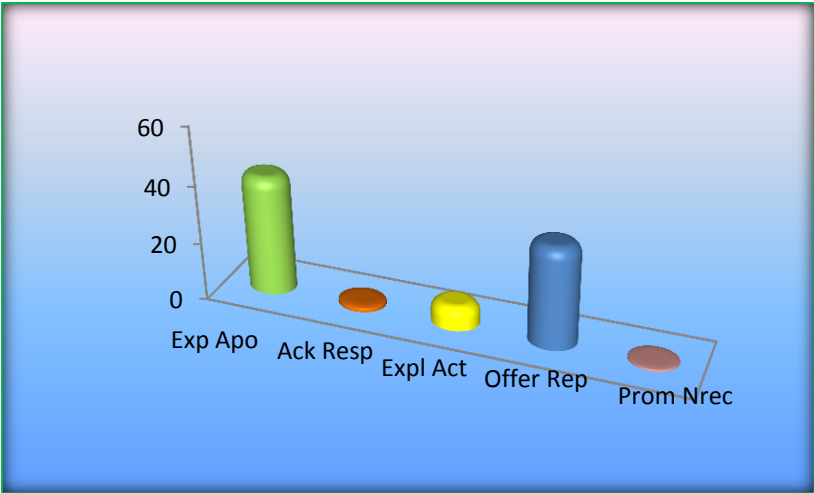 60
40
20
0
Exp Apo
Ack Resp
Expl Act
Offer Rep
Prom Nrec